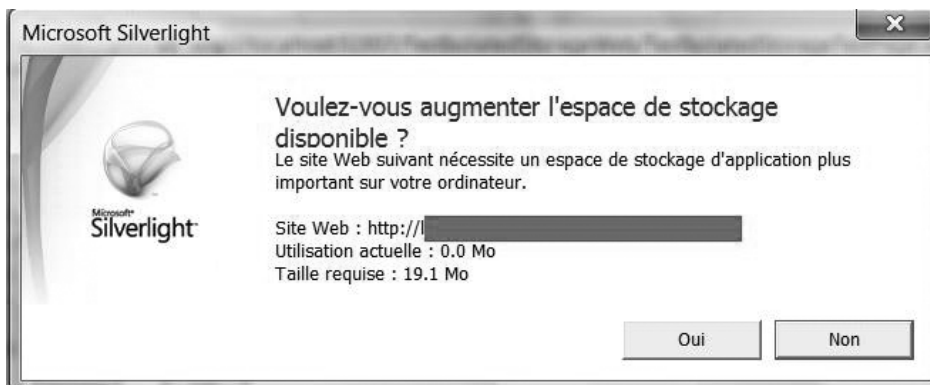 Microsoft Silverlight
Voulez-vous augmenter l'espace de stockage
disponible ?
Le site Web suivant nécessite un espace de stockage d'application plus
important sur votre ordinateur.
Microsoft®
Silverlight™
Site Web : http://l
Utilisation actuelle : 0.0 Mo
Taille requise : 19.1 Mo
Oui
Non